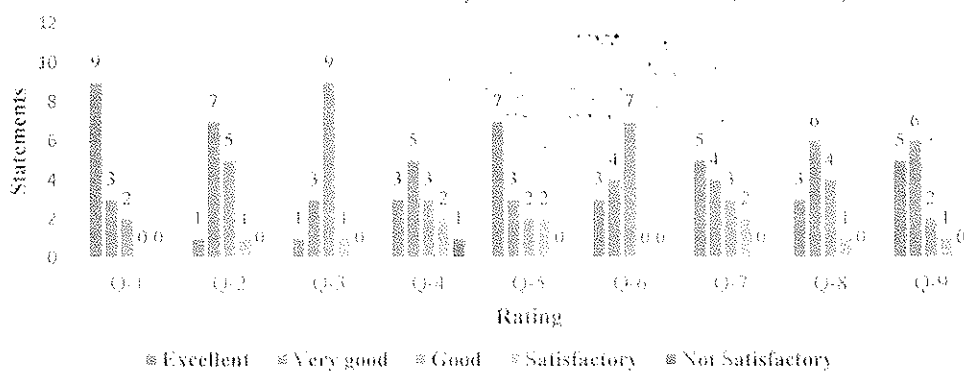 12
10
8
6
4
2
0
Statements
9 3 2 0 0
1 7 5 1 0
1 3 9 1 0
3 5 3 2 1
7 3 2 2 0
3 4 7 0 0
5 4 3 2 0
3 6 4 1 0
5 6 2 1 0
Q-1 Q-2 Q-3 Q-4 Q-5 Q-6 Q-7 Q-8 Q-9
Rating
Excellent Very good Good Satisfactory Not Satisfactory